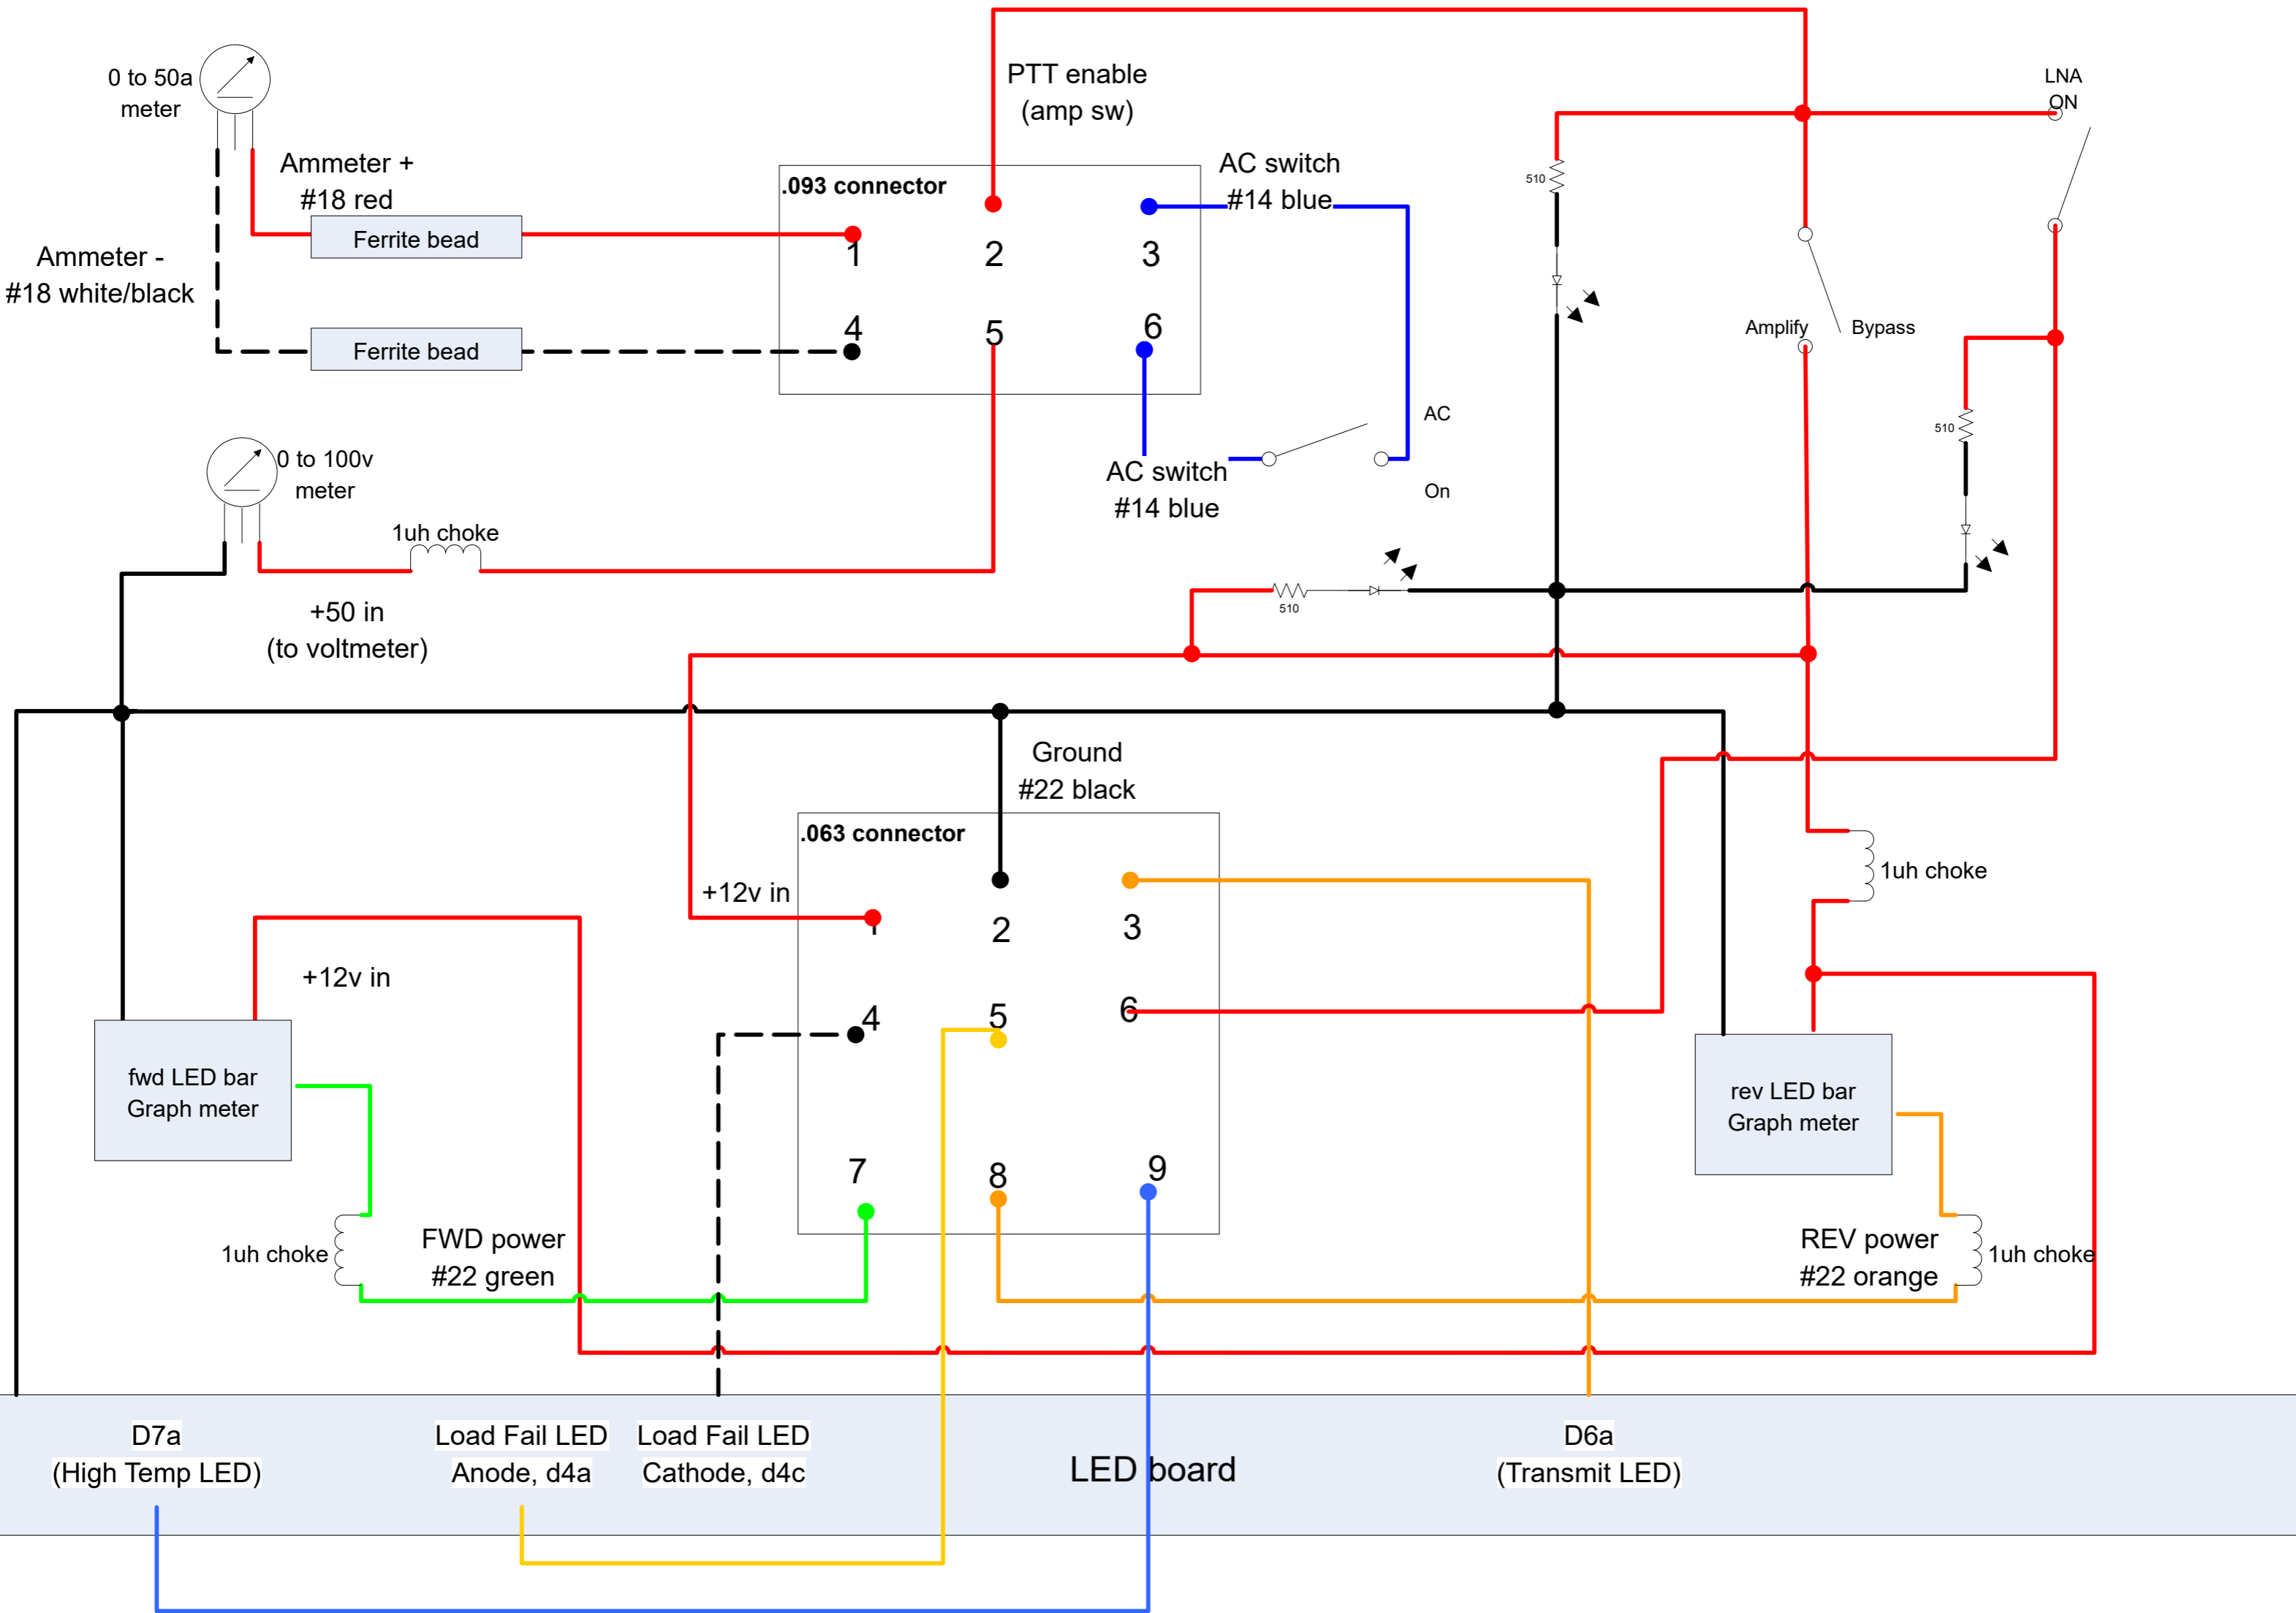 0 to 50a
meter
Ammeter +
#18 red
Ammeter -
#18 white/black
Ferrite bead
Ferrite bead
PTT enable
(amp sw)
.093 connector
1
2
3
4
5
6
AC switch
#14 blue
AC switch
#14 blue
AC
On
LNA
ON
510
Amplify
Bypass
510
510
0 to 100v
meter
1uh choke
+50 in
(to voltmeter)
Ground
#22 black
.063 connector
+12v in
1
2
3
4
5
6
7
8
9
1uh choke
+12v in
fwd LED bar
Graph meter
rev LED bar
Graph meter
1uh choke
FWD power
#22 green
REV power
#22 orange
1uh choke
D7a
(High Temp LED)
Load Fail LED
Anode, d4a
Load Fail LED
Cathode, d4c
LED board
D6a
(Transmit LED)